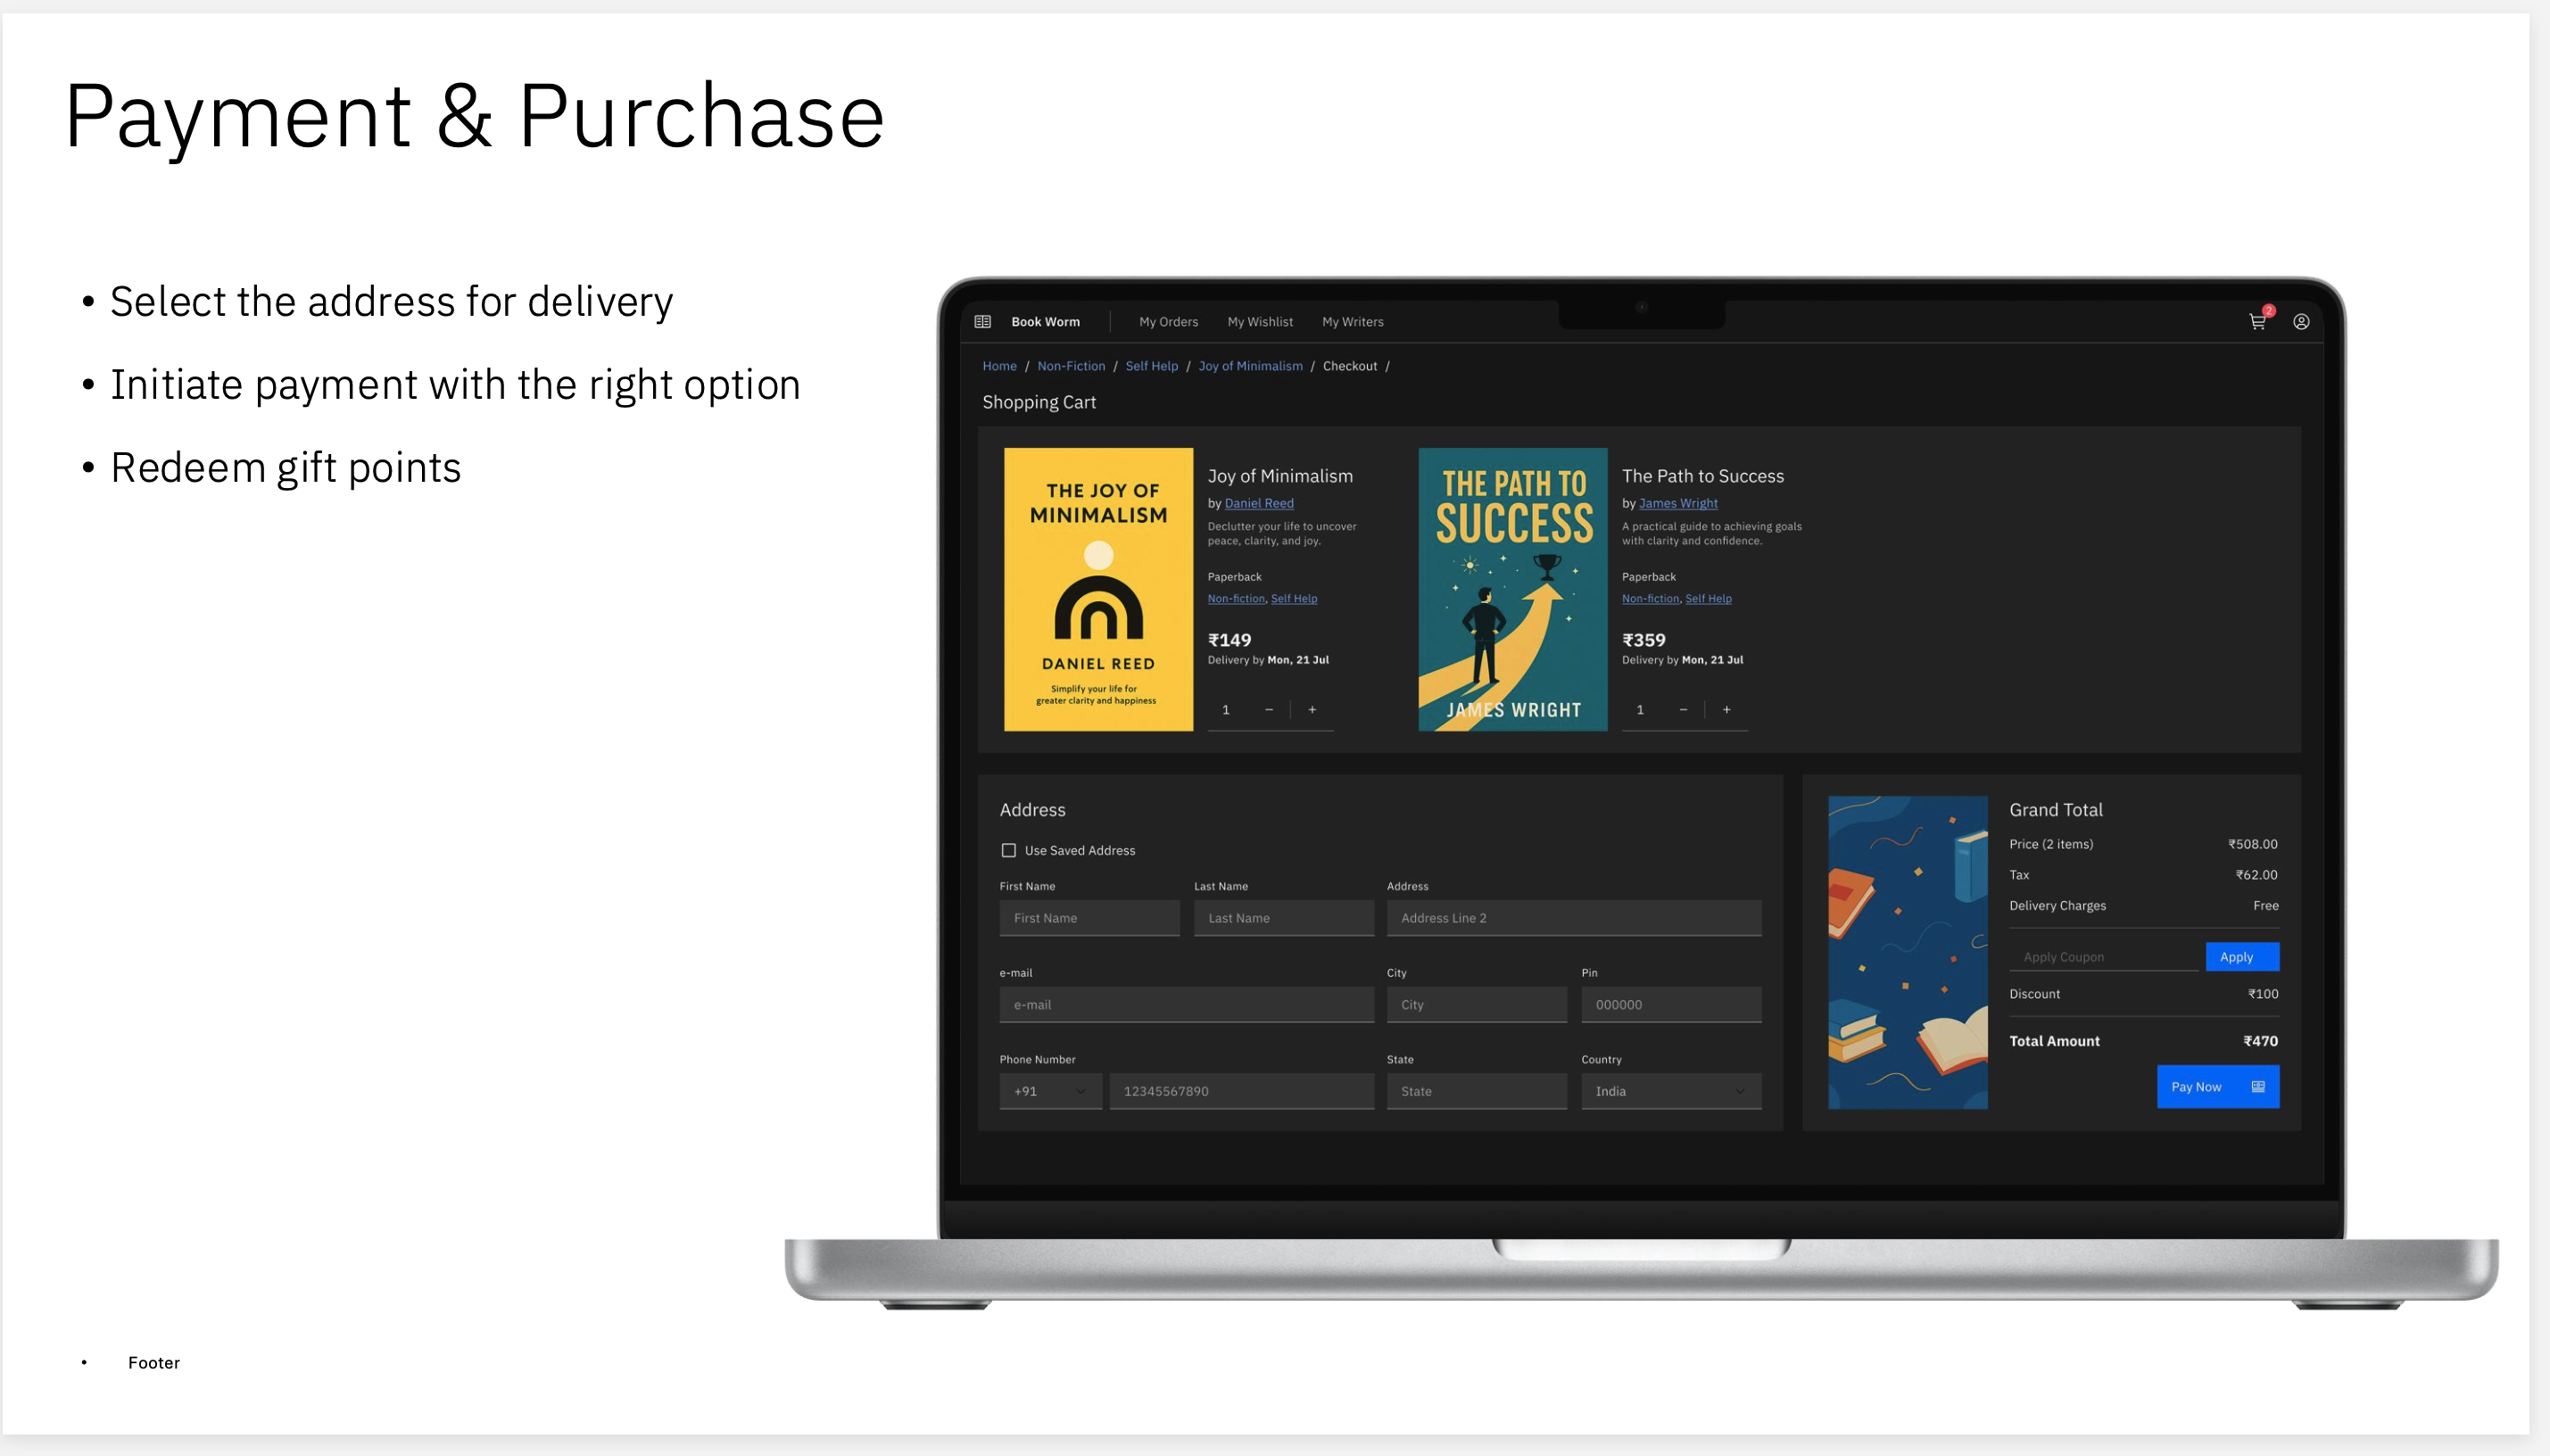 Payment & Purchase
• Select the address for delivery
• Initiate payment with the right option
• Redeem gift points
Book Worm
My Orders
My Wishlist
My Writers
2
Home / Non-Fiction / Self Help / Joy of Minimalism / Checkout /
Shopping Cart
THE JOY OF
MINIMALISM
DANIEL REED
Simplify your life for
greater clarity and happiness
Joy of Minimalism
by Daniel Reed
Declutter your life to uncover
peace, clarity, and joy.
Paperback
Non-fiction, Self Help
₹149
Delivery by Mon, 21 Jul
1 − +
THE PATH TO
SUCCESS
JAMES WRIGHT
The Path to Success
by James Wright
A practical guide to achieving goals
with clarity and confidence.
Paperback
Non-fiction, Self Help
₹359
Delivery by Mon, 21 Jul
1 − +
Address
Use Saved Address
First Name
First Name
Last Name
Last Name
Address
Address Line 2
e-mail
e-mail
City
City
Pin
000000
Phone Number
+91
12345567890
State
State
Country
India
Grand Total
Price (2 items) ₹508.00
Tax ₹62.00
Delivery Charges Free
Apply Coupon
Apply
Discount ₹100
Total Amount ₹470
Pay Now
• Footer